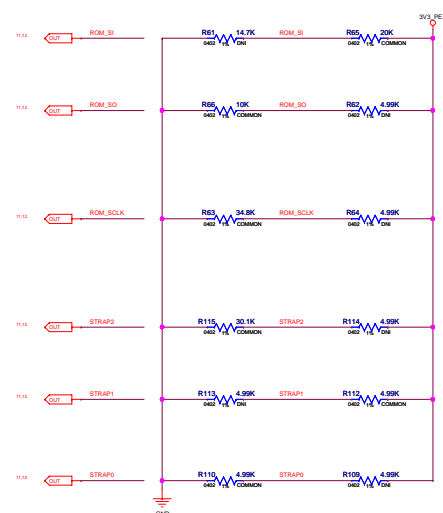 3V3_PE
11,12 OUT ROM_SI R61 14.7K ROM_SI R65 20K
0402 1% DNI 0402 1% COMMON
11,12 OUT ROM_SO R66 10K ROM_SO R62 4.99K
0402 1% COMMON 0402 1% DNI
11,12 OUT ROM_SCLK R63 34.8K ROM_SCLK R64 4.99K
0402 1% COMMON 0402 1% DNI
11,12 OUT STRAP2 R115 30.1K STRAP2 R114 4.99K
0402 1% COMMON 0402 1% DNI
11,12 OUT STRAP1 R113 4.99K STRAP1 R112 4.99K
0402 1% DNI 0402 1% COMMON
11,12 OUT STRAP0 R110 4.99K STRAP0 R109 4.99K
0402 1% COMMON 0402 1% DNI
GND